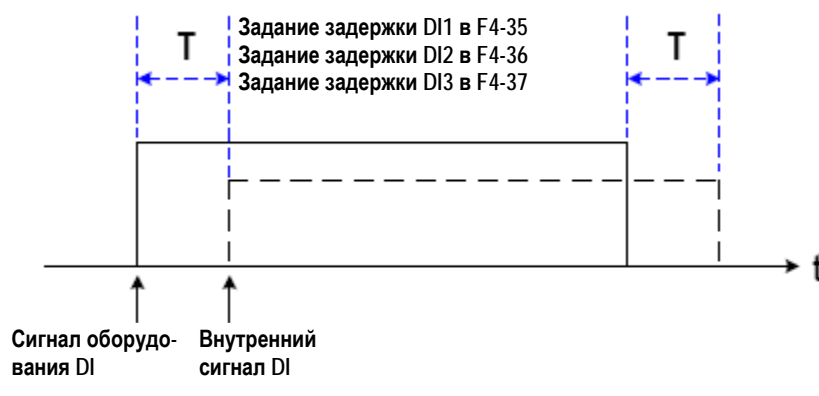 T
Задание задержки DI1 в F4-35
Задание задержки DI2 в F4-36
Задание задержки DI3 в F4-37
T
t
Сигнал оборудо-
вания DI
Внутренний
сигнал DI